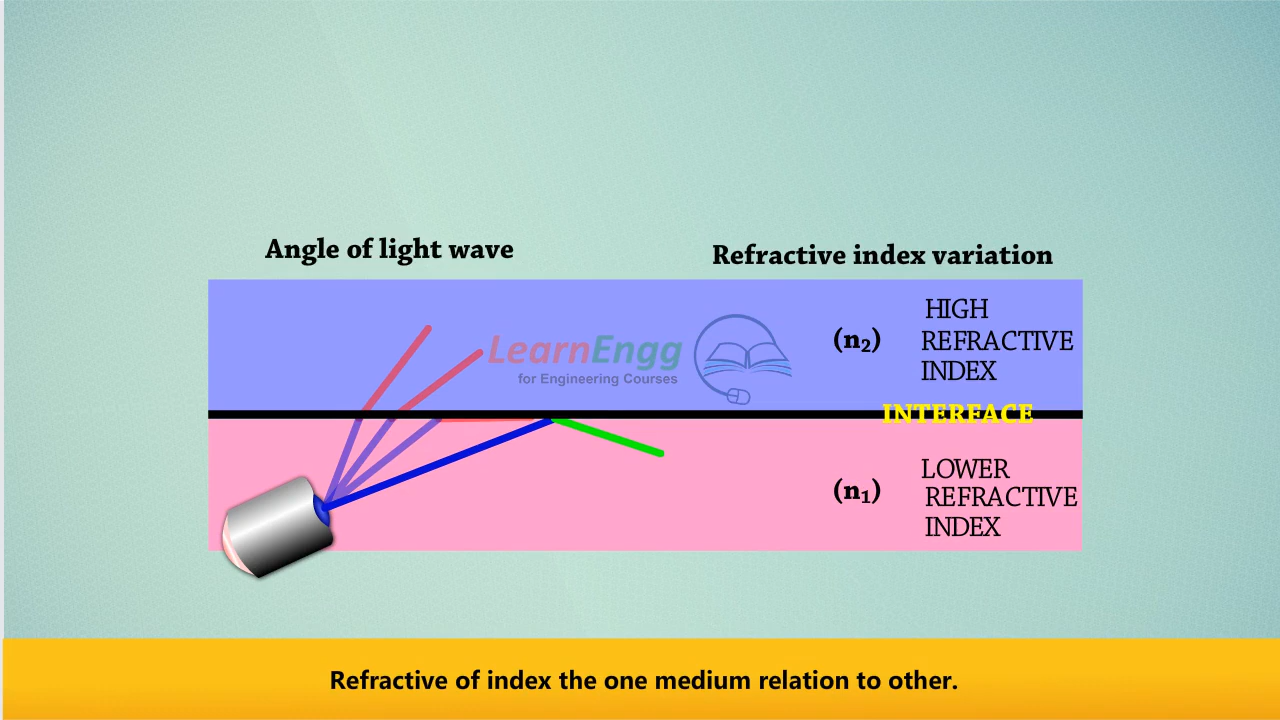 Angle of light wave
Refractive index variation
HIGH
(n₂) REFRACTIVE
INDEX
LearnEngg
for Engineering Courses
INTERFACE
LOWER
(n₁) REFRACTIVE
INDEX
Refractive of index the one medium relation to other.